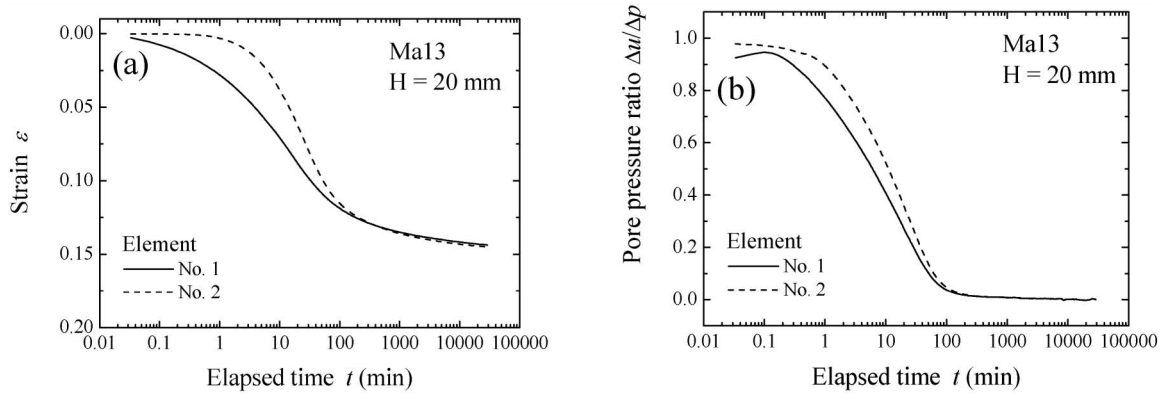 (a)
Ma13
H = 20 mm
Strain ε
0.00
0.05
0.10
0.15
0.20
Element
No. 1
No. 2
0.01 0.1 1 10 100 1000 10000 100000
Elapsed time t (min)
(b)
Ma13
H = 20 mm
Pore pressure ratio Δu/Δp
1.0
0.8
0.6
0.4
0.2
0.0
Element
No. 1
No. 2
0.01 0.1 1 10 100 1000 10000 100000
Elapsed time t (min)